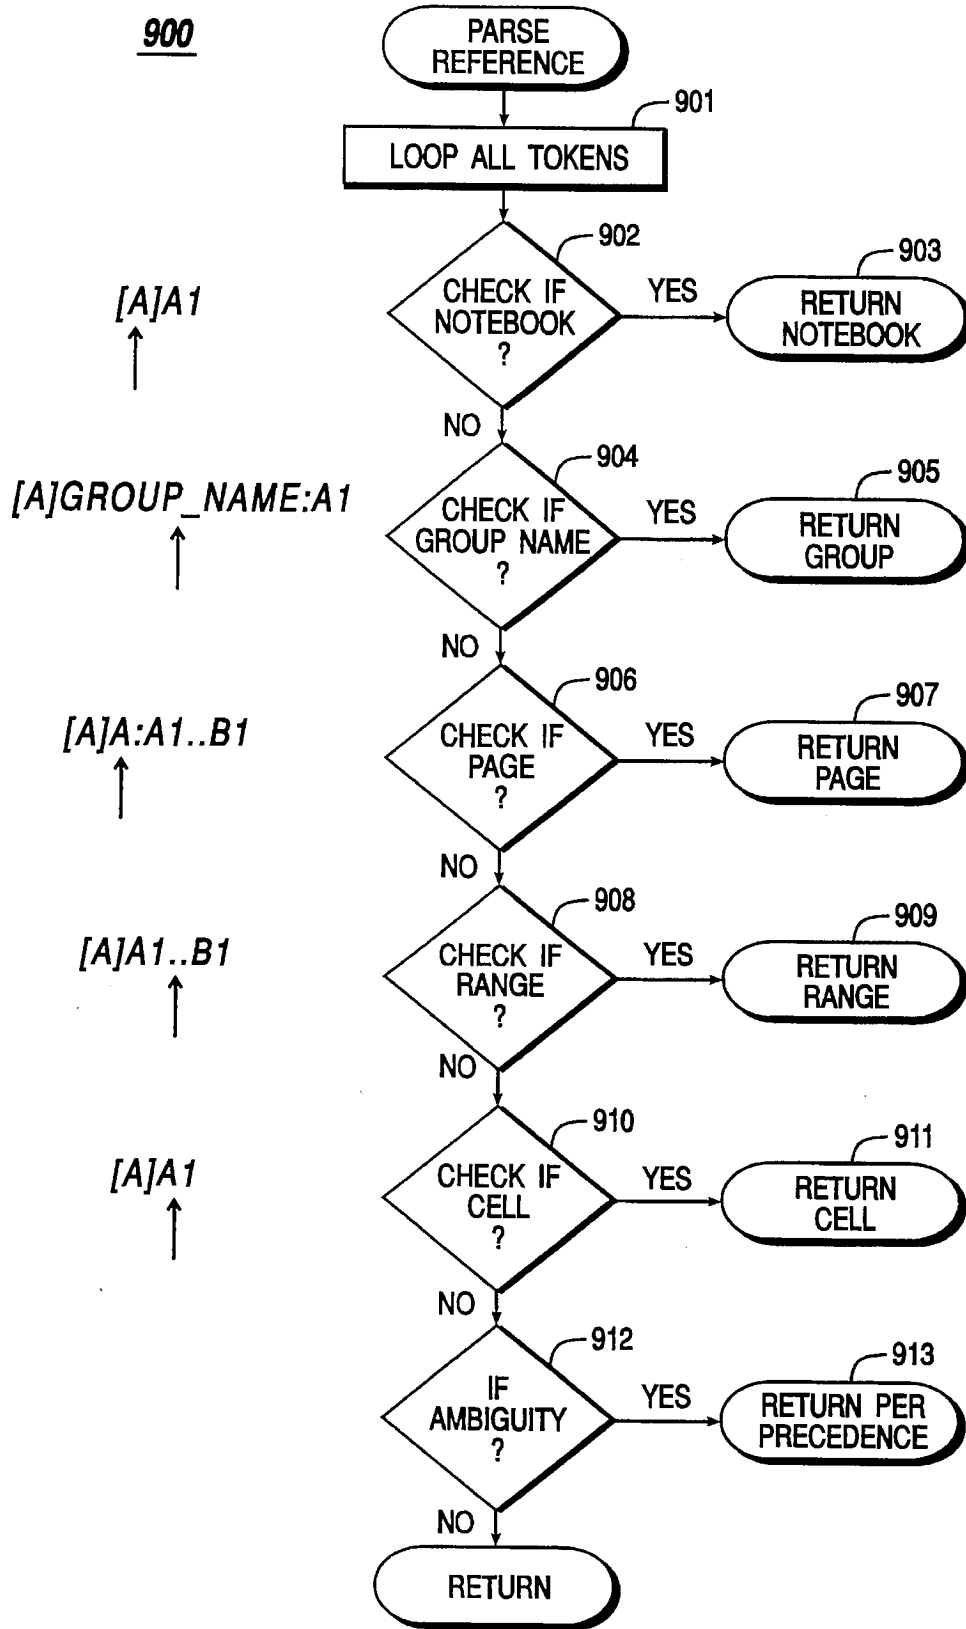 900
PARSE
REFERENCE
901
LOOP ALL TOKENS
902
903
[A]A1
CHECK IF
NOTEBOOK
?
YES
RETURN
NOTEBOOK
NO
904
905
[A]GROUP_NAME:A1
CHECK IF
GROUP NAME
?
YES
RETURN
GROUP
NO
906
907
[A]A:A1..B1
CHECK IF
PAGE
?
YES
RETURN
PAGE
NO
908
909
[A]A1..B1
CHECK IF
RANGE
?
YES
RETURN
RANGE
NO
910
911
[A]A1
CHECK IF
CELL
?
YES
RETURN
CELL
NO
912
913
IF
AMBIGUITY
?
YES
RETURN PER
PRECEDENCE
NO
RETURN